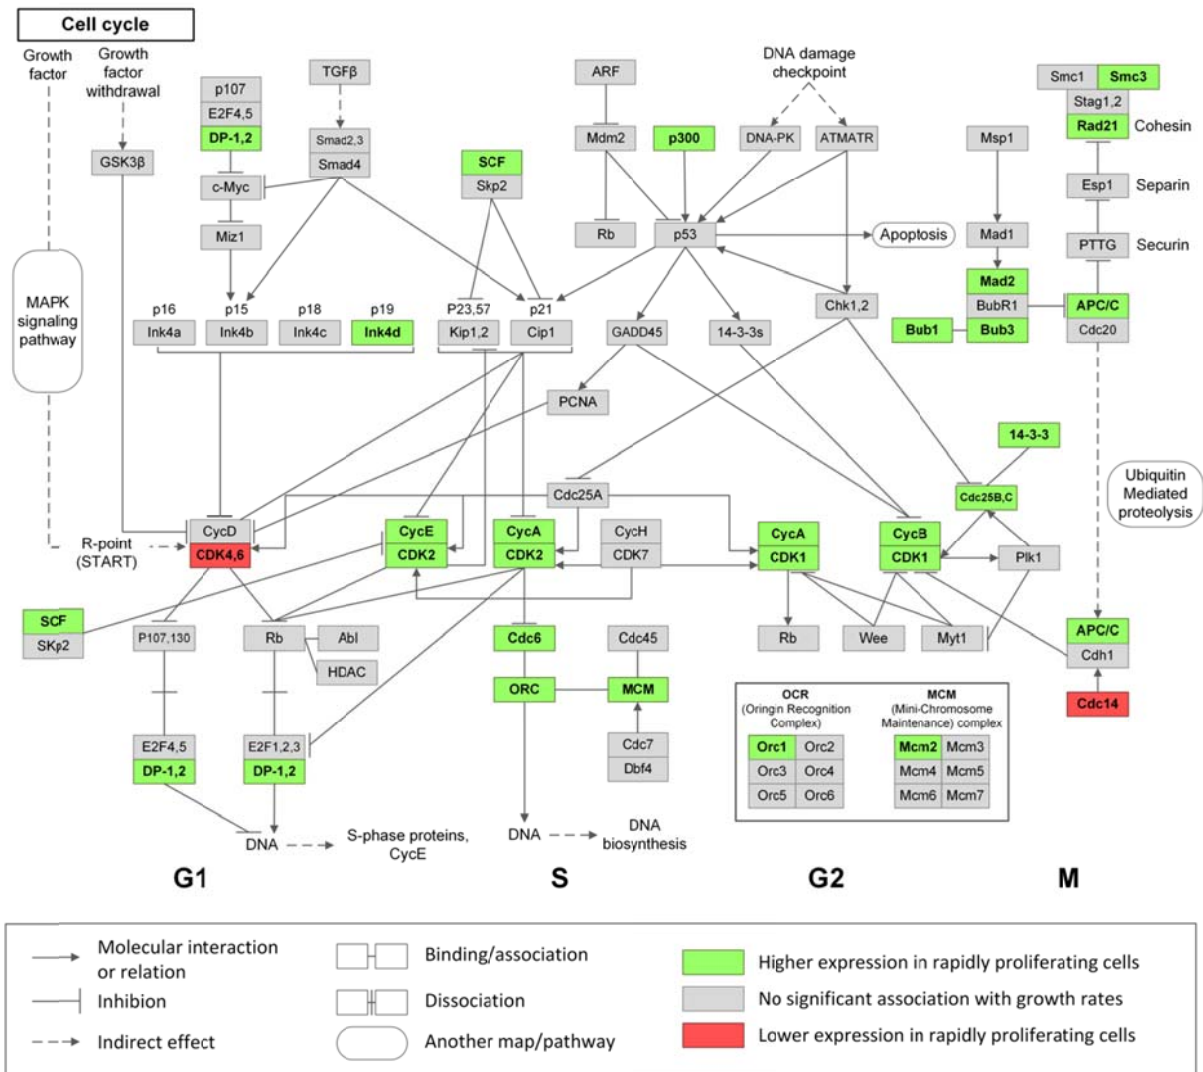 Cell cycle
Growth
factor
Growth
factor
withdrawal
GSK3β
MAPK
signaling
pathway
R-point
(START)
p107
E2F4,5
DP-1,2
c-Myc
Miz1
TGFβ
Smad2,3
Smad4
p16
Ink4a
p15
Ink4b
p18
Ink4c
p19
Ink4d
SCF
Skp2
P23,57
Kip1,2
p21
Cip1
ARF
Mdm2
Rb
p300
p53
DNA damage
checkpoint
DNA-PK
ATMATR
Apoptosis
GADD45
14-3-3s
Chk1,2
PCNA
Smc1
Smc3
Stag1,2
Rad21
Cohesin
Msp1
Esp1
Separin
Mad1
PTTG
Securin
Mad2
BubR1
Bub1
Bub3
APC/C
Cdc20
14-3-3
Cdc25B,C
Ubiquitin
Mediated
proteolysis
Cdc25A
CycD
CDK4,6
CycE
CDK2
CycA
CDK2
CycH
CDK7
CycA
CDK1
CycB
CDK1
Plk1
SCF
SKp2
P107,130
Rb
Abl
HDAC
Cdc6
Cdc45
Rb
Wee
Myt1
APC/C
Cdh1
Cdc14
ORC
MCM
E2F4,5
DP-1,2
E2F1,2,3
DP-1,2
Cdc7
Dbf4
OCR
(Oringin Recognition
Complex)
Orc1
Orc2
Orc3
Orc4
Orc5
Orc6
MCM
(Mini-Chromosome
Maintenance) complex
Mcm2
Mcm3
Mcm4
Mcm5
Mcm6
Mcm7
DNA
S-phase proteins,
CycE
DNA
DNA
biosynthesis
G1
S
G2
M
Molecular interaction
or relation
Inhibion
Indirect effect
Binding/association
Dissociation
Another map/pathway
Higher expression in rapidly proliferating cells
No significant association with growth rates
Lower expression in rapidly proliferating cells